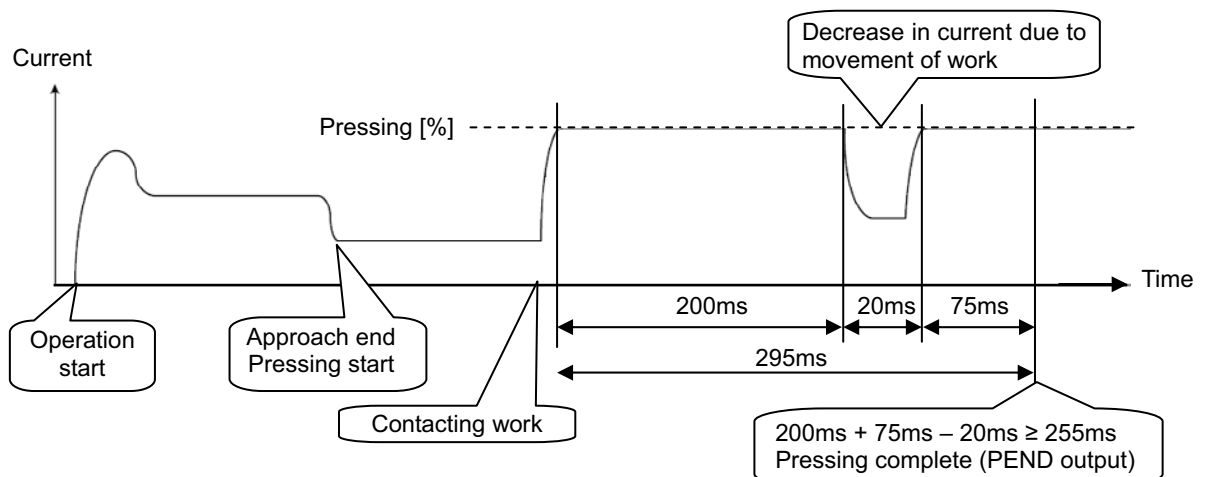 Decrease in current due to
movement of work
Current
Pressing [%]
Time
200ms
20ms
75ms
Operation
start
Approach end
Pressing start
295ms
Contacting work
200ms + 75ms – 20ms ≥ 255ms
Pressing complete (PEND output)